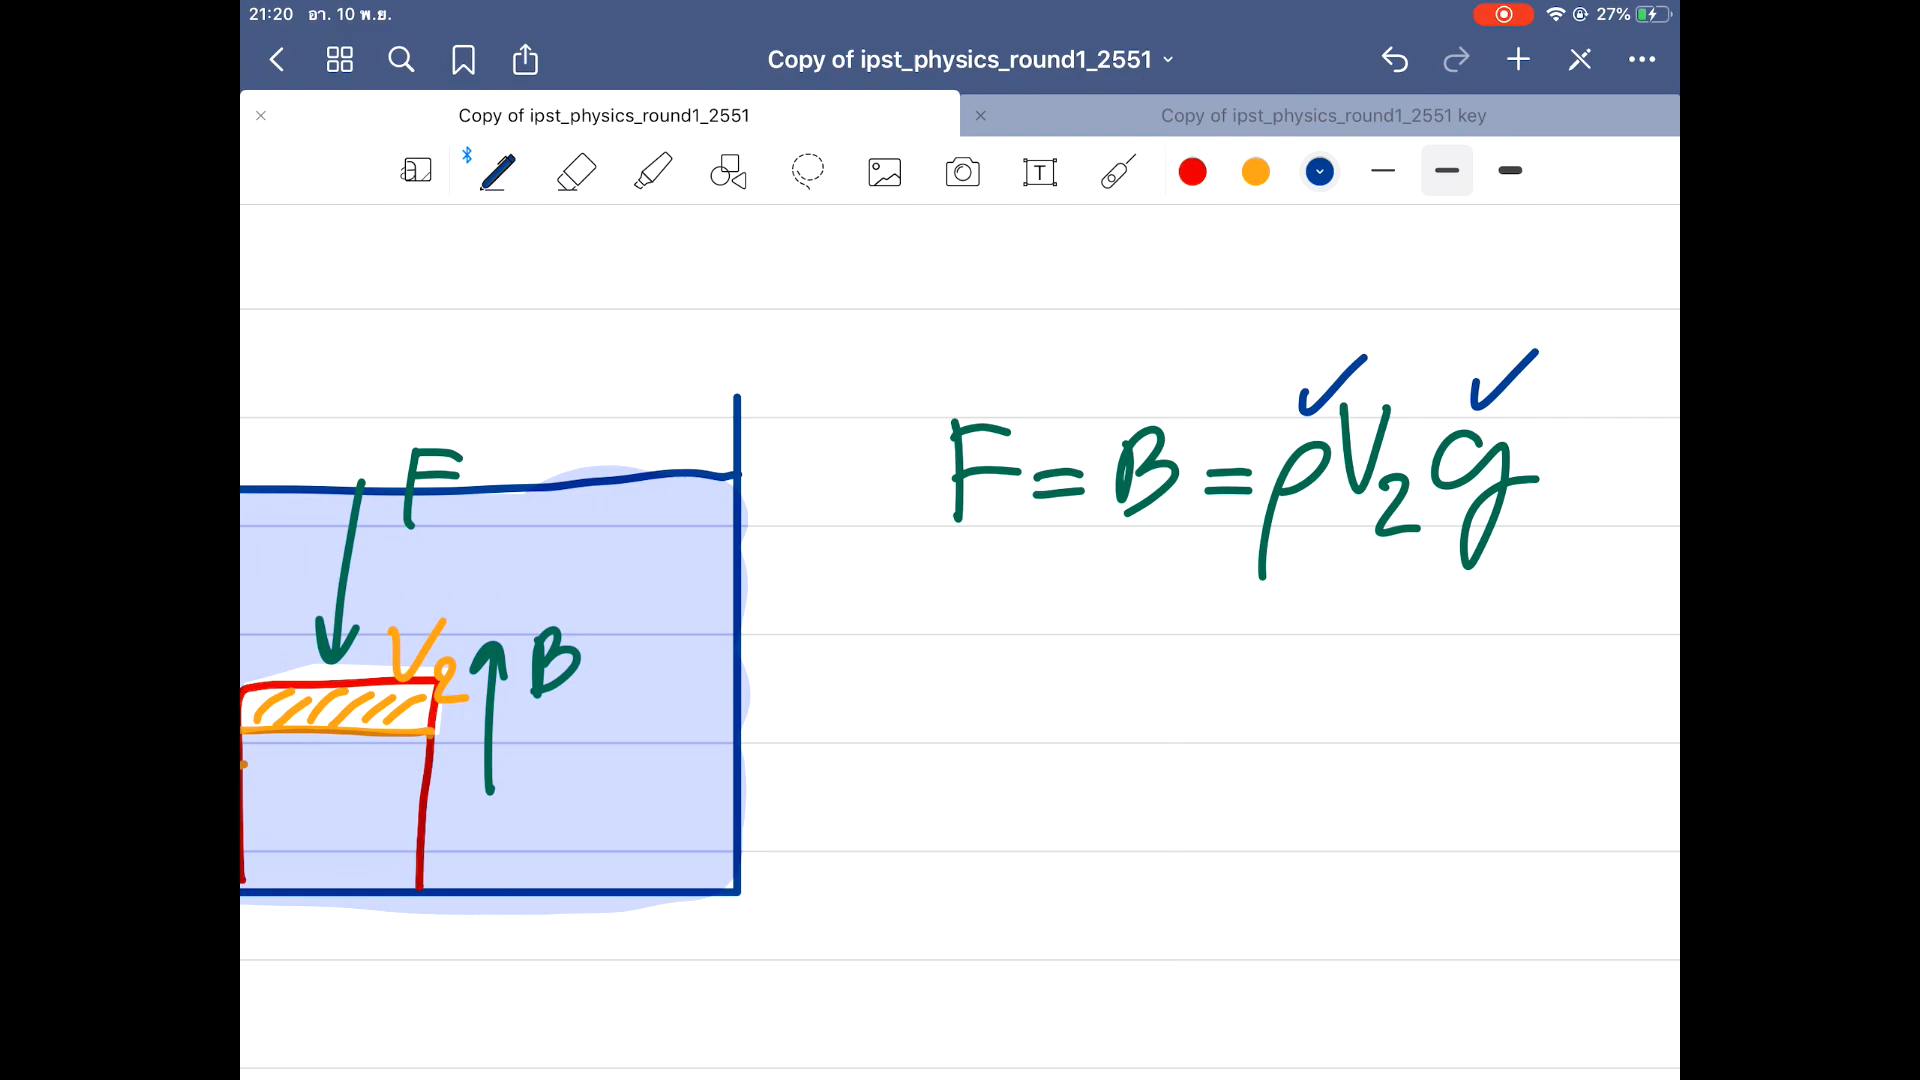 21:20 อา. 10 พ.ย. 27%
Copy of ipst_physics_round1_2551
Copy of ipst_physics_round1_2551
Copy of ipst_physics_round1_2551 key
F = B = ρV₂g
F
V₂
B